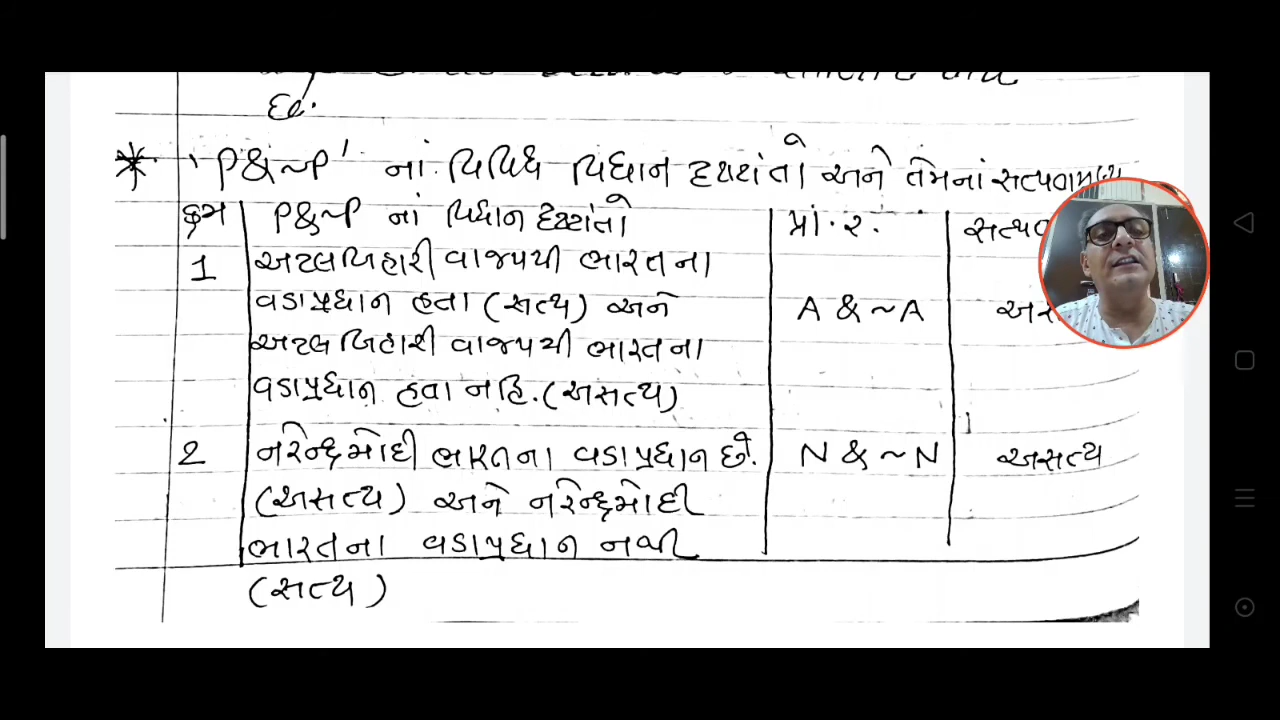 છે.
* 'P&~P' નાં વિવિધ વિધાન દ્રષ્ટાંતો અને તેમનાં સત્યતામૂલ્ય
ક્રમ P&~P નાં વિધાન દ્રષ્ટાંતો પ્રાં. ર.
1 અટલબિહારી વાજપયી ભારતના
વડાપ્રધાન હતા (સત્ય) અને A & ~A
અટલબિહારી વાજપયી ભારતના
વડાપ્રધાન હતા નહિ. (અસત્ય)
2 નરેન્દ્રમોદી ભારતના વડાપ્રધાન છે. N & ~N અસત્ય
(અસત્ય) અને નરેન્દ્રમોદી
ભારતના વડાપ્રધાન નથી
(સત્ય)